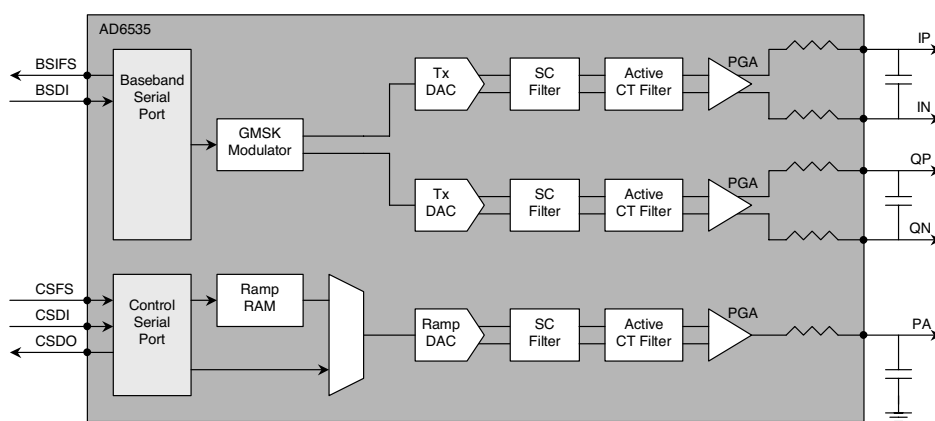 AD6535
BSIFS
BSDI
Baseband
Serial
Port
GMSK
Modulator
Tx
DAC
SC
Filter
Active
CT Filter
PGA
IP
IN
Tx
DAC
SC
Filter
Active
CT Filter
PGA
QP
QN
CSFS
CSDI
CSDO
Control
Serial
Port
Ramp
RAM
Ramp
DAC
SC
Filter
Active
CT Filter
PGA
PA